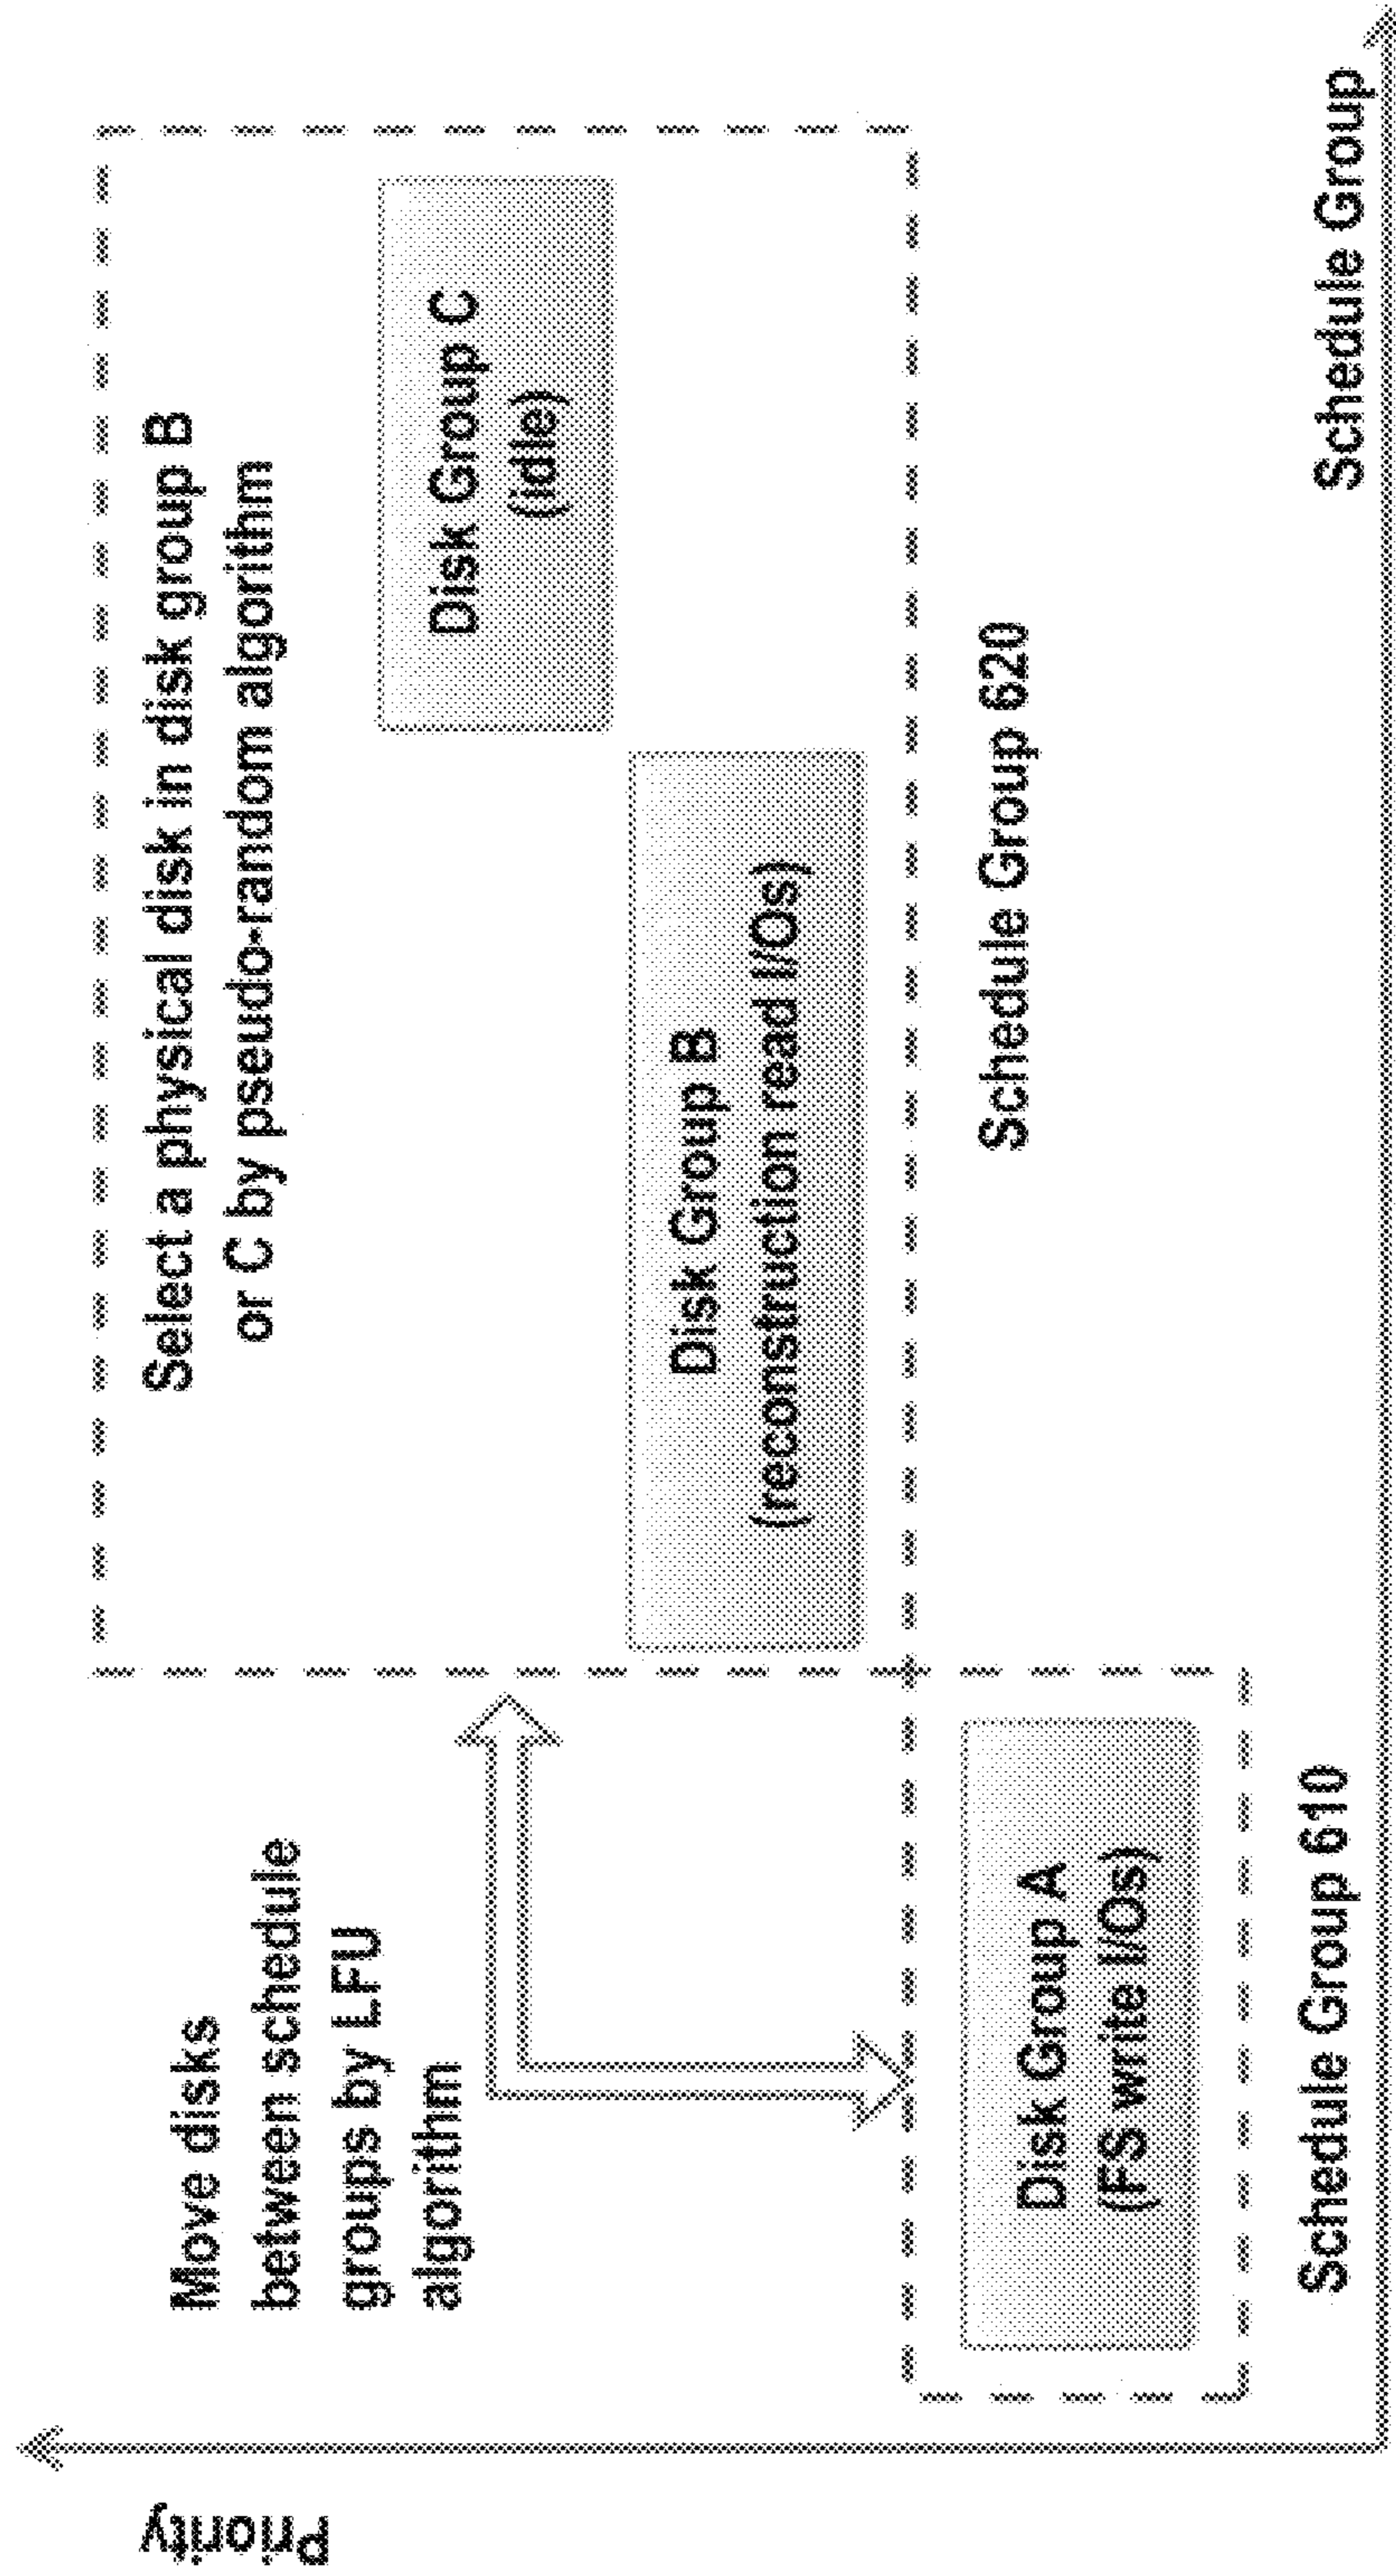 Priority
Move disks
between schedule
groups by LFU
algorithm
Select a physical disk in disk group B
or C by pseudo-random algorithm
Disk Group C
(idle)
Disk Group B
(reconstruction read I/Os)
Disk Group A
(FS write I/Os)
Schedule Group 620
Schedule Group 610
Schedule Group